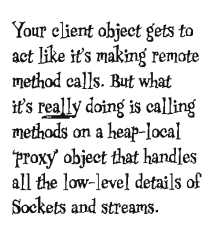 Your client object gets to
act like it's making remote
method calls. But what
it's really doing is calling
methods on a heap-local
'proxy' object that handles
all the low-level details of
Sockets and streams.